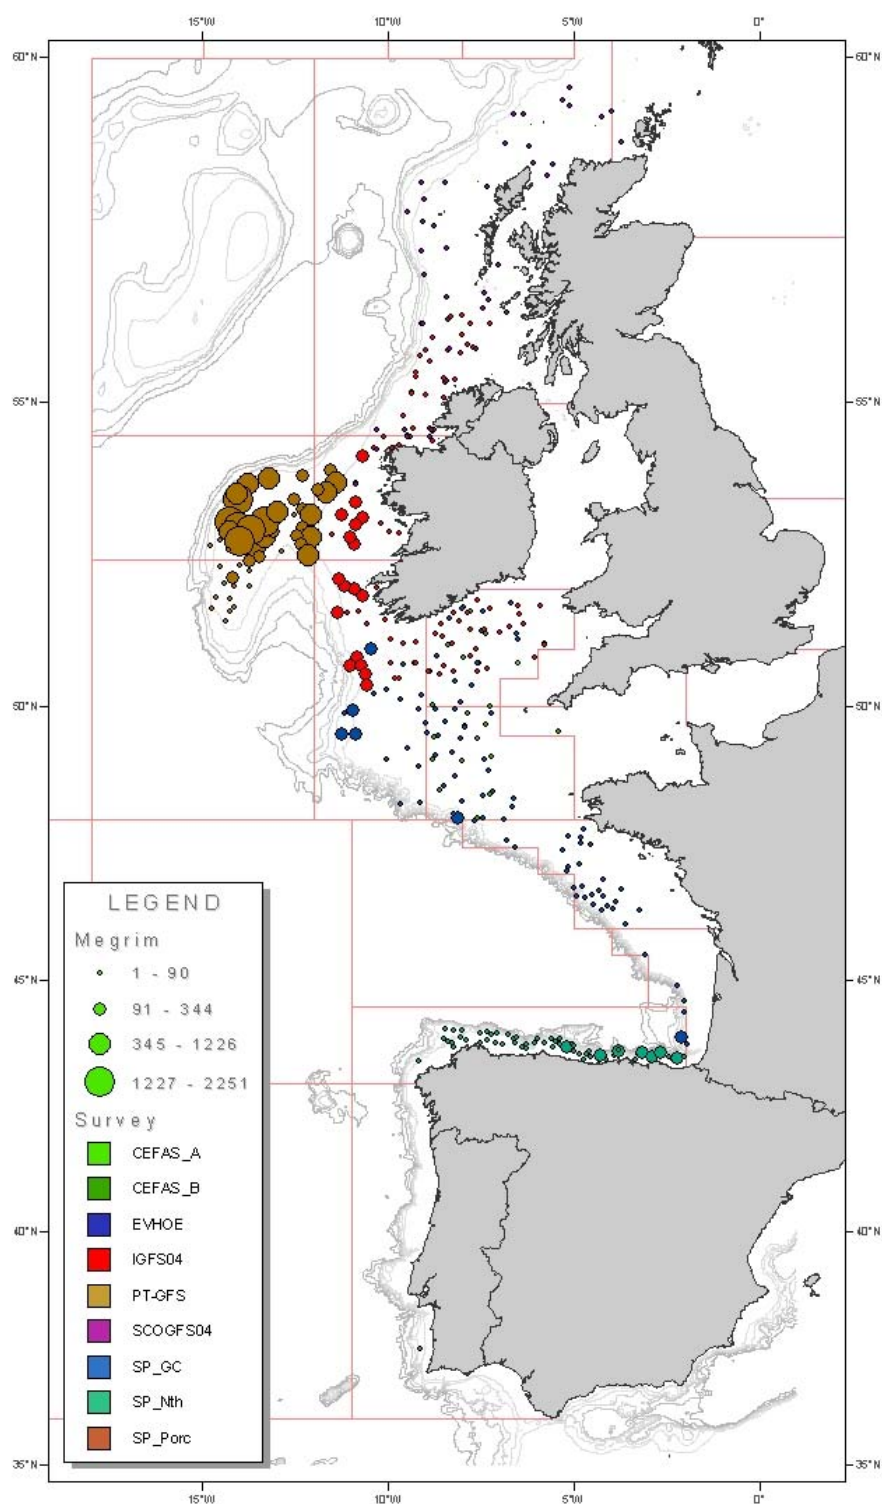 15°W 10°W 5°W 0°
60°N 60°N
55°N 55°N
50°N 50°N
45°N 45°N
40°N 40°N
35°N 35°N
LEGEND
Megrim
1 - 90
91 - 344
345 - 1226
1227 - 2251
Survey
CEFAS_A
CEFAS_B
EVHOE
IGFS04
PT-GFS
SCOGFS04
SP_GC
SP_Nth
SP_Porc
15°W 10°W 5°W 0°